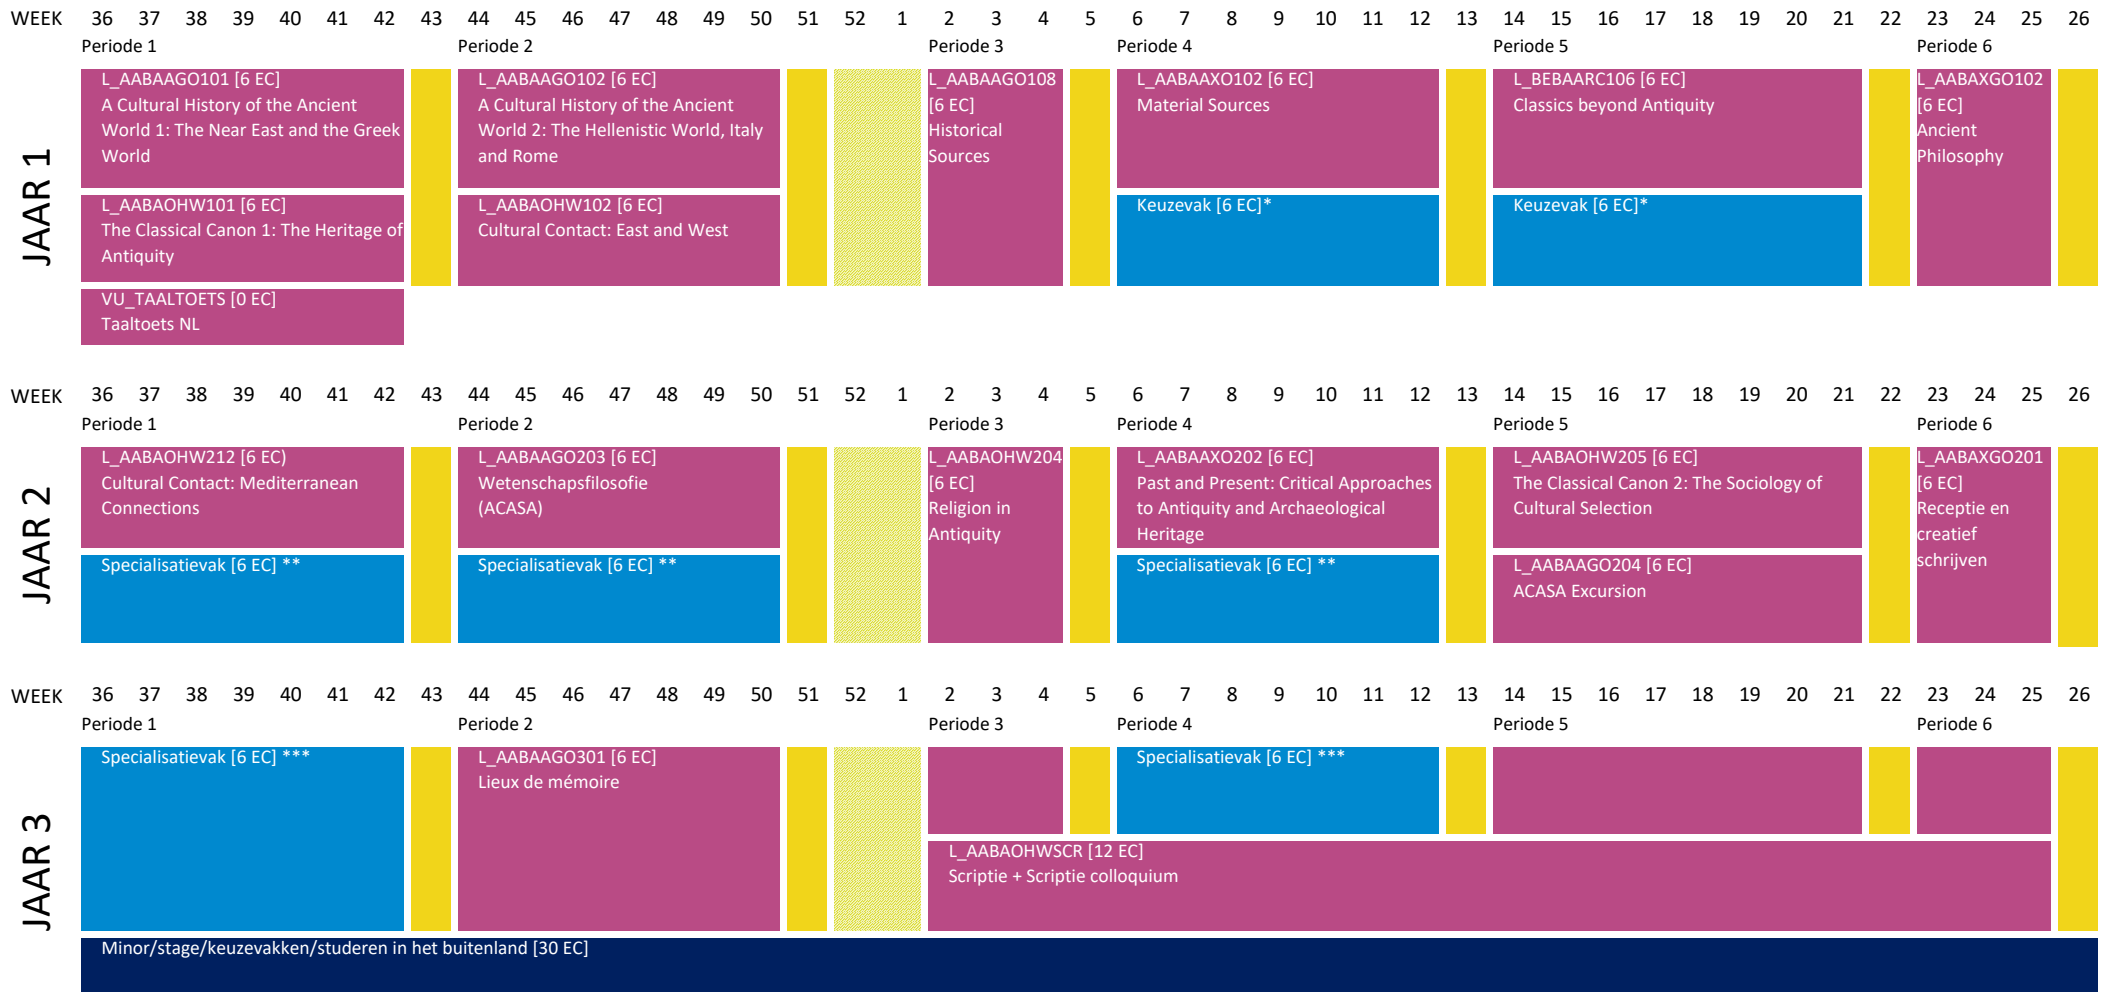 WEEK 36 37 38 39 40 41 42 43 44 45 46 47 48 49 50 51 52 1 2 3 4 5 6 7 8 9 10 11 12 13 14 15 16 17 18 19 20 21 22 23 24 25 26
Periode 1 Periode 2 Periode 3 Periode 4 Periode 5 Periode 6
JAAR 1
L_AABAAGO101 [6 EC]
A Cultural History of the Ancient
World 1: The Near East and the Greek
World
L_AABAOHW101 [6 EC]
The Classical Canon 1: The Heritage of
Antiquity
VU_TAALTOETS [0 EC]
Taaltoets NL
L_AABAAGO102 [6 EC]
A Cultural History of the Ancient
World 2: The Hellenistic World, Italy
and Rome
L_AABAOHW102 [6 EC]
Cultural Contact: East and West
L_AABAAGO108
[6 EC]
Historical
Sources
L_AABAAXO102 [6 EC]
Material Sources
Keuzevak [6 EC]*
L_BEBAARC106 [6 EC]
Classics beyond Antiquity
Keuzevak [6 EC]*
L_AABAXGO102
[6 EC]
Ancient
Philosophy
WEEK 36 37 38 39 40 41 42 43 44 45 46 47 48 49 50 51 52 1 2 3 4 5 6 7 8 9 10 11 12 13 14 15 16 17 18 19 20 21 22 23 24 25 26
Periode 1 Periode 2 Periode 3 Periode 4 Periode 5 Periode 6
JAAR 2
L_AABAOHW212 [6 EC)
Cultural Contact: Mediterranean
Connections
Specialisatievak [6 EC] **
L_AABAAGO203 [6 EC]
Wetenschapsfilosofie
(ACASA)
Specialisatievak [6 EC] **
L_AABAOHW204
[6 EC]
Religion in
Antiquity
L_AABAAXO202 [6 EC]
Past and Present: Critical Approaches
to Antiquity and Archaeological
Heritage
Specialisatievak [6 EC] **
L_AABAOHW205 [6 EC]
The Classical Canon 2: The Sociology of
Cultural Selection
L_AABAAGO204 [6 EC]
ACASA Excursion
L_AABAXGO201
[6 EC]
Receptie en
creatief
schrijven
WEEK 36 37 38 39 40 41 42 43 44 45 46 47 48 49 50 51 52 1 2 3 4 5 6 7 8 9 10 11 12 13 14 15 16 17 18 19 20 21 22 23 24 25 26
Periode 1 Periode 2 Periode 3 Periode 4 Periode 5 Periode 6
JAAR 3
Specialisatievak [6 EC] ***
L_AABAAGO301 [6 EC]
Lieux de mémoire
Specialisatievak [6 EC] ***
L_AABAOHWSCR [12 EC]
Scriptie + Scriptie colloquium
Minor/stage/keuzevakken/studeren in het buitenland [30 EC]